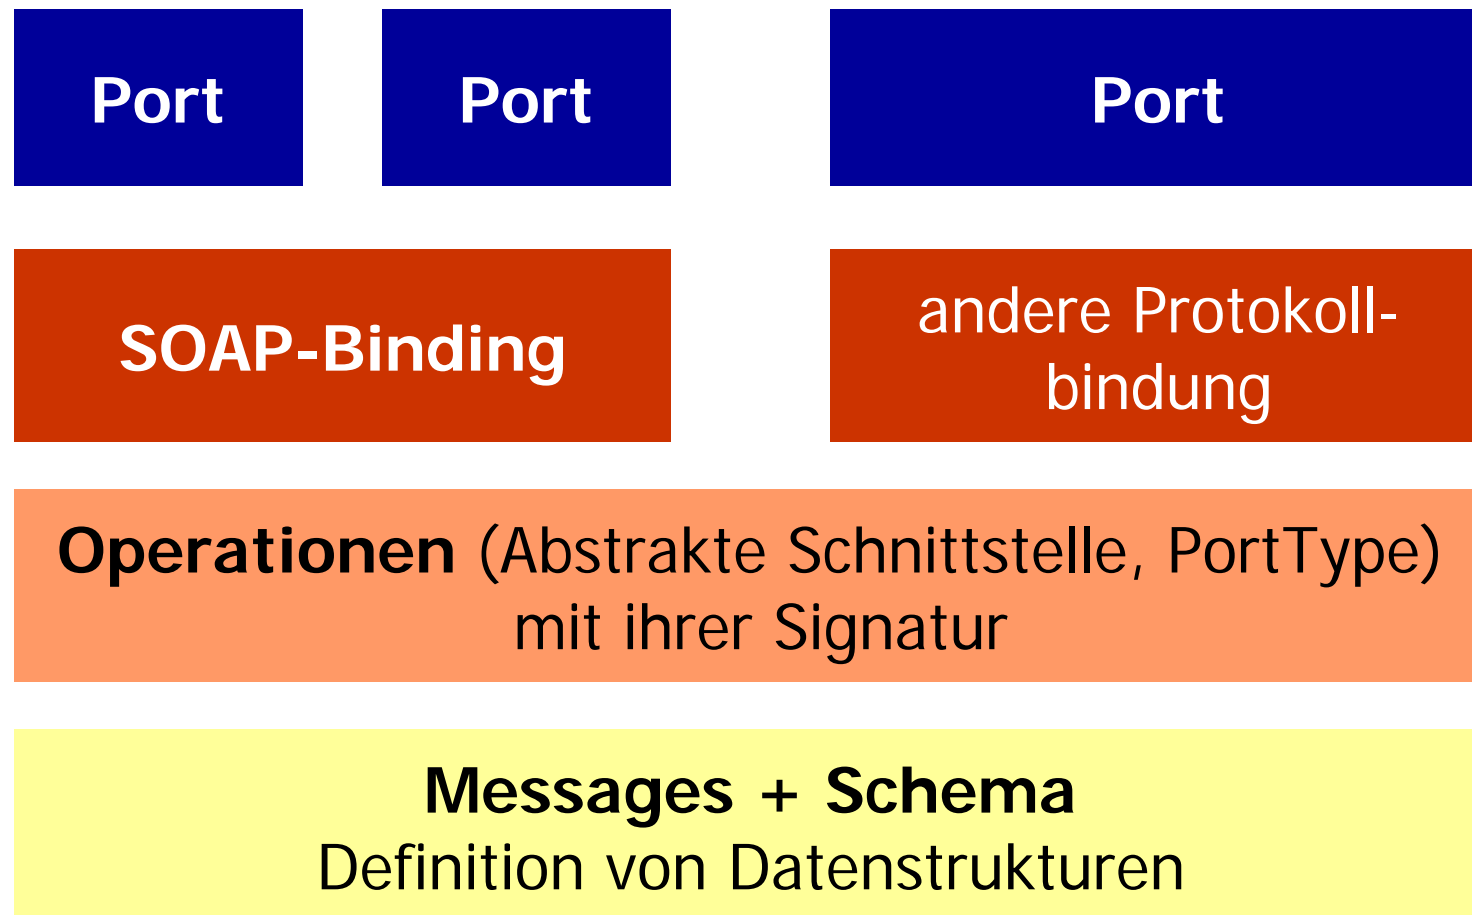 Port
Port
Port
SOAP-Binding
andere Protokoll-
bindung
Operationen (Abstrakte Schnittstelle, PortType)
mit ihrer Signatur
Messages + Schema
Definition von Datenstrukturen